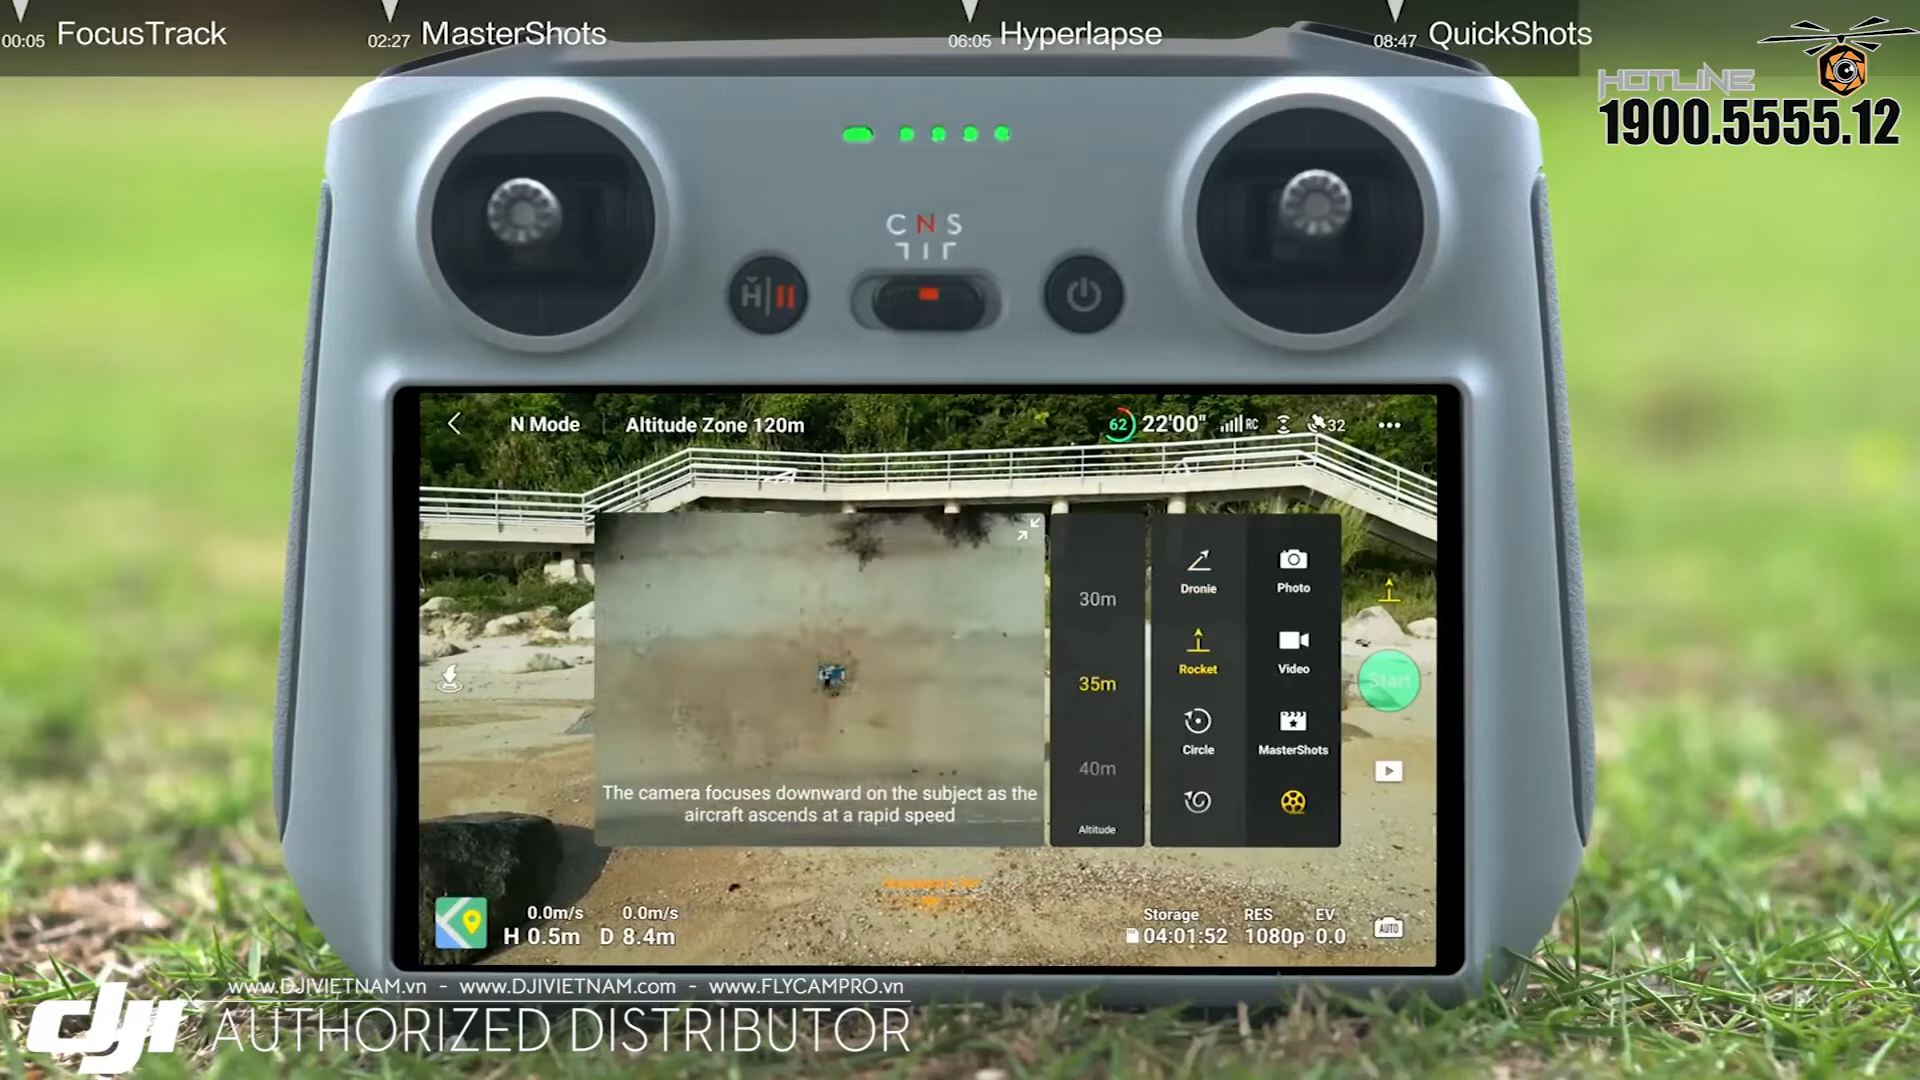 00:05 FocusTrack
02:27 MasterShots
06:05 Hyperlapse
08:47 QuickShots
HOTLINE
1900.5555.12
C N S
H
N Mode
Altitude Zone 120m
62 22'00" RC 32
30m
35m
40m
Altitude
Dronie
Photo
Rocket
Video
Circle
MasterShots
Start
The camera focuses downward on the subject as the
aircraft ascends at a rapid speed
0.0m/s 0.0m/s
H 0.5m D 8.4m
Storage RES EV
04:01:52 1080p 0.0
AUTO
www.DJIVIETNAM.vn - www.DJIVIETNAM.com - www.FLYCAMPRO.vn
dji AUTHORIZED DISTRIBUTOR